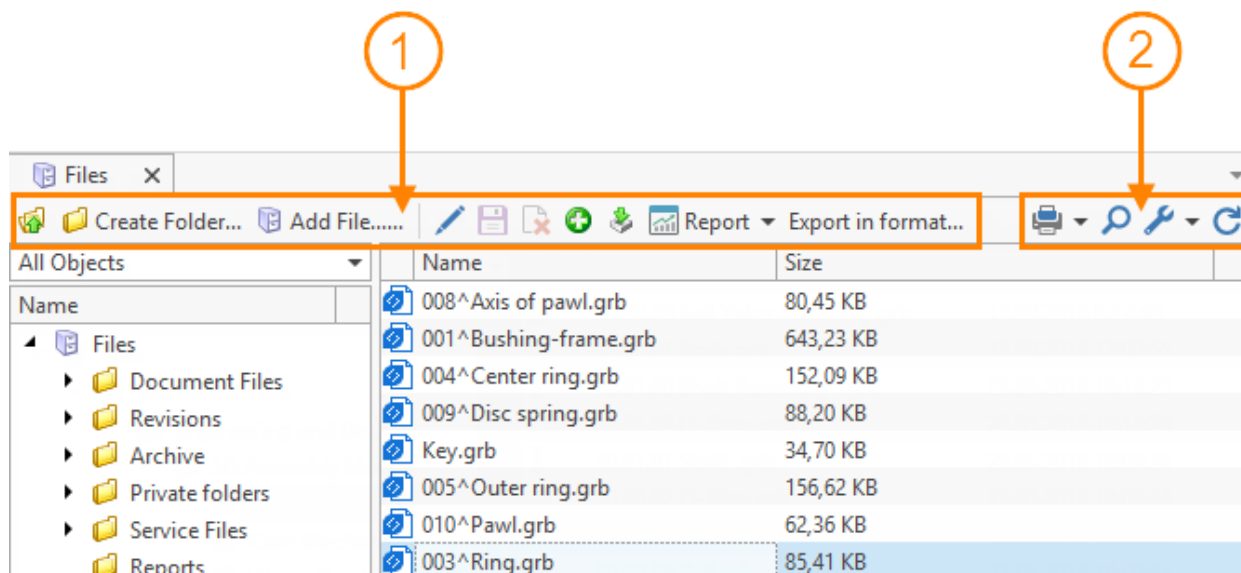 1
2
Files
Create Folder... Add File...... Report Export in format...
All Objects
Name
Files
Document Files
Revisions
Archive
Private folders
Service Files
Reports
Name Size
008^Axis of pawl.grb 80,45 KB
001^Bushing-frame.grb 643,23 KB
004^Center ring.grb 152,09 KB
009^Disc spring.grb 88,20 KB
Key.grb 34,70 KB
005^Outer ring.grb 156,62 KB
010^Pawl.grb 62,36 KB
003^Ring.grb 85,41 KB